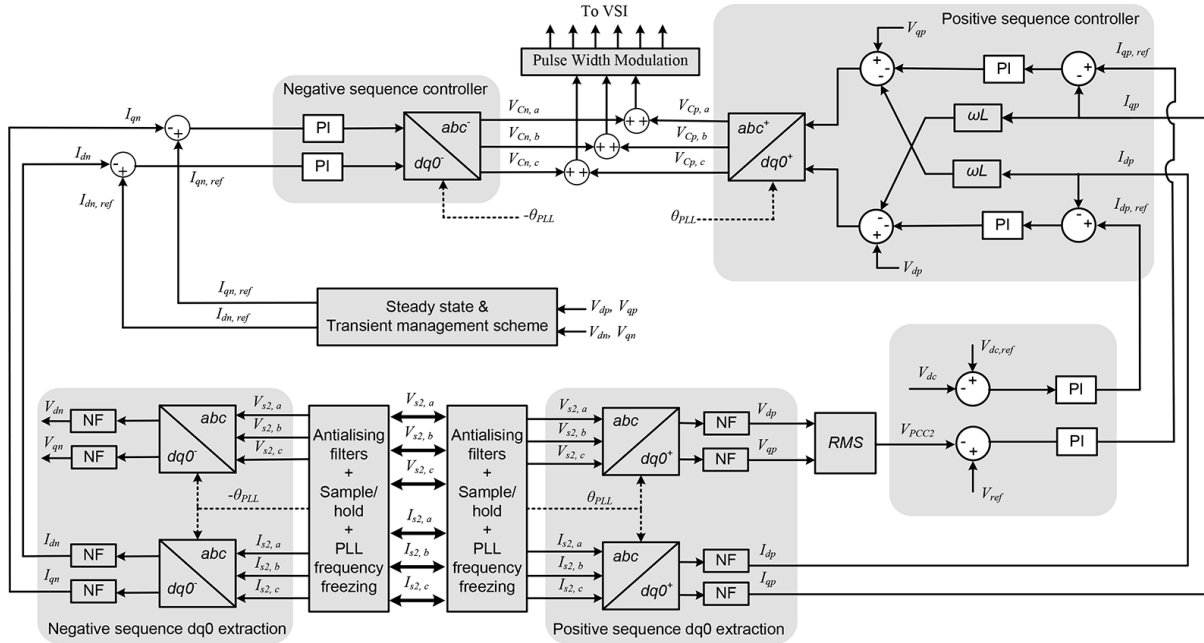 To VSI
Pulse Width Modulation
Positive sequence controller
V_qp
I_qp, ref
PI
- +
+ - -
I_qp
ωL
I_dp
ωL
I_dp, ref
PI
- +
- - +
V_dp
abc⁺
dq0⁺
θ_PLL
V_Cp, a
V_Cp, b
V_Cp, c
+ +
+ +
+ +
Negative sequence controller
V_Cn, a
V_Cn, b
V_Cn, c
I_qn
- +
PI
abc⁻
dq0⁻
I_dn
- +
I_qn, ref
PI
I_dn, ref
-θ_PLL
I_qn, ref
I_dn, ref
Steady state &
Transient management scheme
V_dp, V_qp
V_dn, V_qn
V_dc,ref
V_dc
- +
PI
V_PCC2
- +
PI
V_ref
RMS
V_dn
NF
V_qn
NF
abc
dq0⁻
V_s2, a
V_s2, b
V_s2, c
-θ_PLL
I_dn
NF
I_qn
NF
abc
dq0⁻
I_s2, a
I_s2, b
I_s2, c
Negative sequence dq0 extraction
Antialising
filters
+
Sample/
hold
+
PLL
frequency
freezing
V_s2, a
V_s2, b
V_s2, c
I_s2, a
I_s2, b
I_s2, c
Antialising
filters
+
Sample/
hold
+
PLL
frequency
freezing
V_s2, a
V_s2, b
V_s2, c
abc
dq0⁺
NF
V_dp
NF
V_qp
θ_PLL
I_s2, a
I_s2, b
I_s2, c
abc
dq0⁺
NF
I_dp
NF
I_qp
Positive sequence dq0 extraction